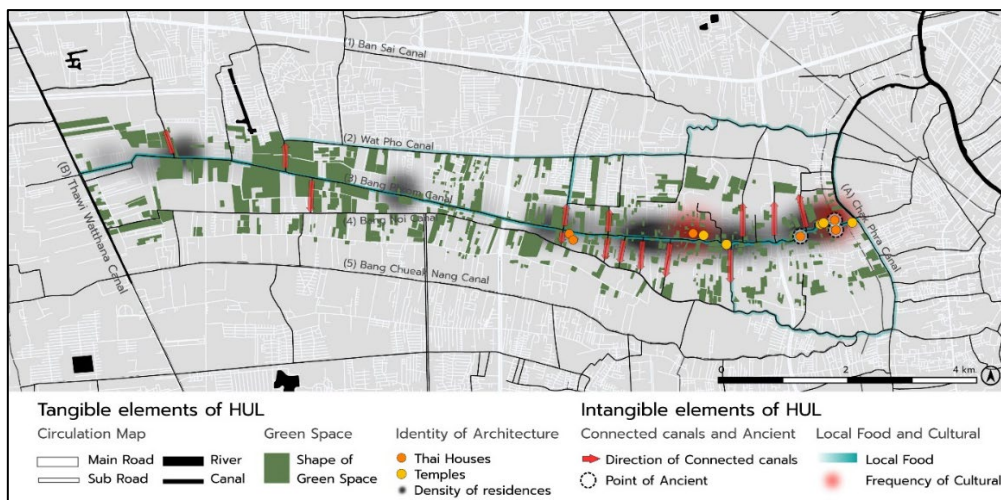 (1) Ban Sai Canal
(2) Wat Pho Canal
(3) Bang Phrom Canal
(4) Bang Noi Canal
(5) Bang Chueak Nang Canal
(A) Chak Phra Canal
(B) Thawi Watthana Canal
0 2 4 km.
Tangible elements of HUL
Circulation Map
Main Road
River
Sub Road
Canal
Green Space
Shape of
Green Space
Identity of Architecture
Thai Houses
Temples
Density of residences
Intangible elements of HUL
Connected canals and Ancient
Direction of Connected canals
Point of Ancient
Local Food and Cultural
Local Food
Frequency of Cultural